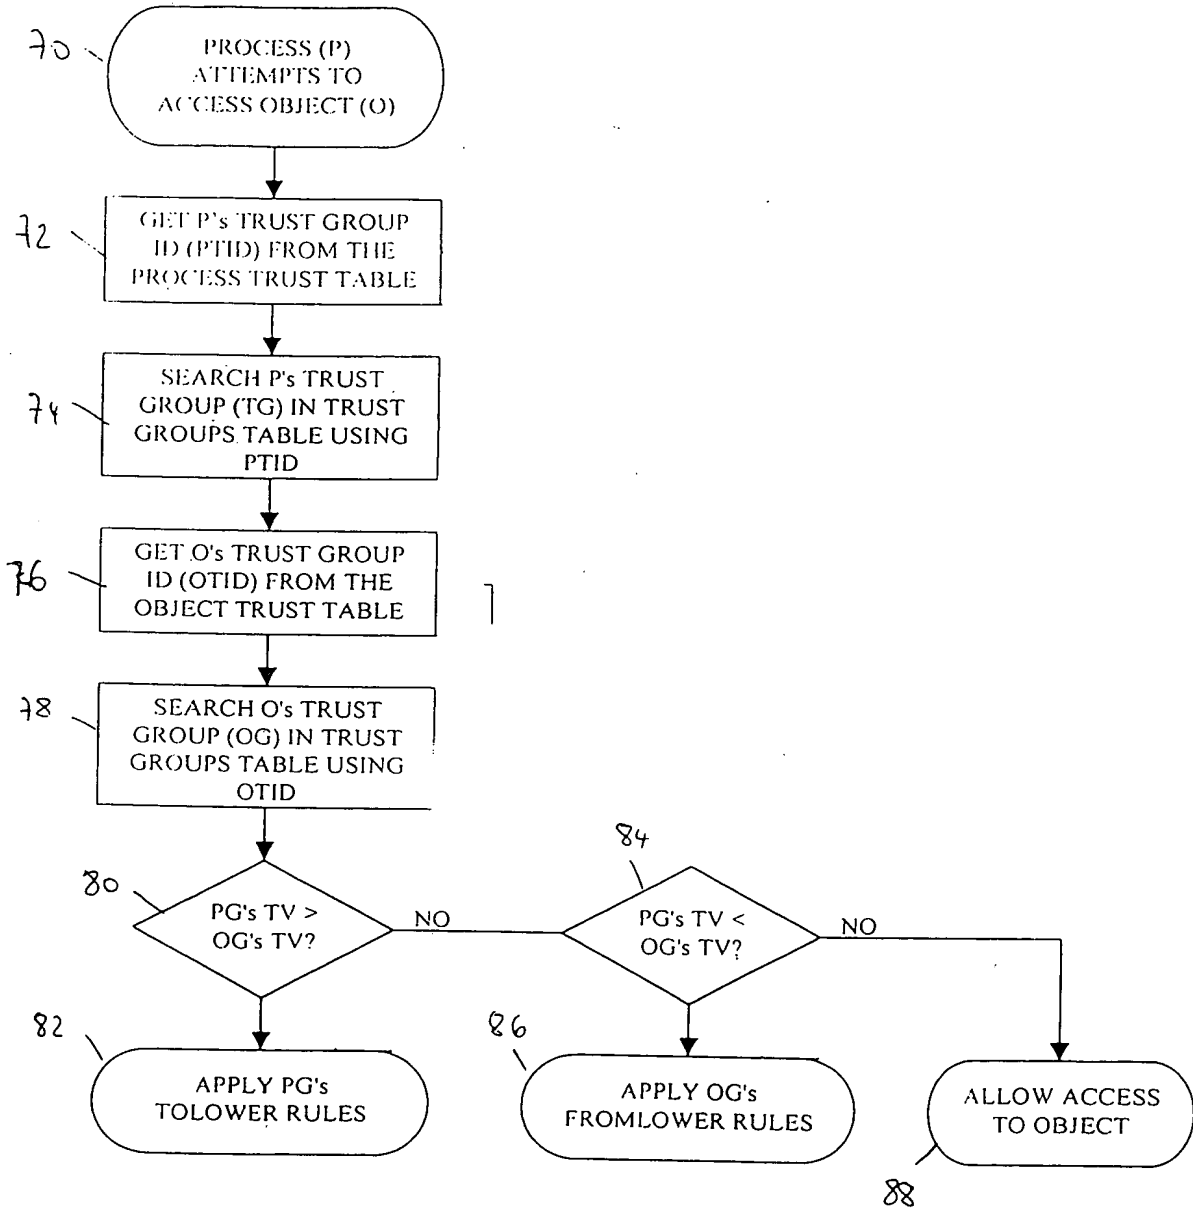 70
PROCESS (P)
ATTEMPTS TO
ACCESS OBJECT (O)
72
GET P's TRUST GROUP
ID (PTID) FROM THE
PROCESS TRUST TABLE
74
SEARCH P's TRUST
GROUP (TG) IN TRUST
GROUPS TABLE USING
PTID
76
GET O's TRUST GROUP
ID (OTID) FROM THE
OBJECT TRUST TABLE
78
SEARCH O's TRUST
GROUP (OG) IN TRUST
GROUPS TABLE USING
OTID
80
PG's TV >
OG's TV?
NO
84
PG's TV <
OG's TV?
NO
82
APPLY PG's
TOLOWER RULES
86
APPLY OG's
FROMLOWER RULES
ALLOW ACCESS
TO OBJECT
88